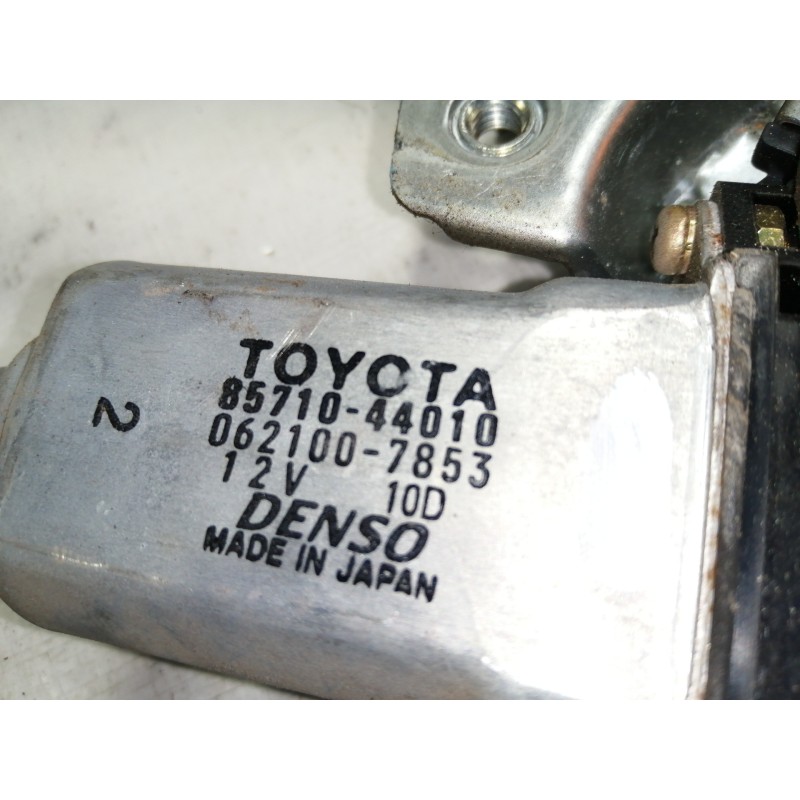 TOYOTA
85710-44010
062100-7853
12V 10D
DENSO
MADE IN JAPAN
2